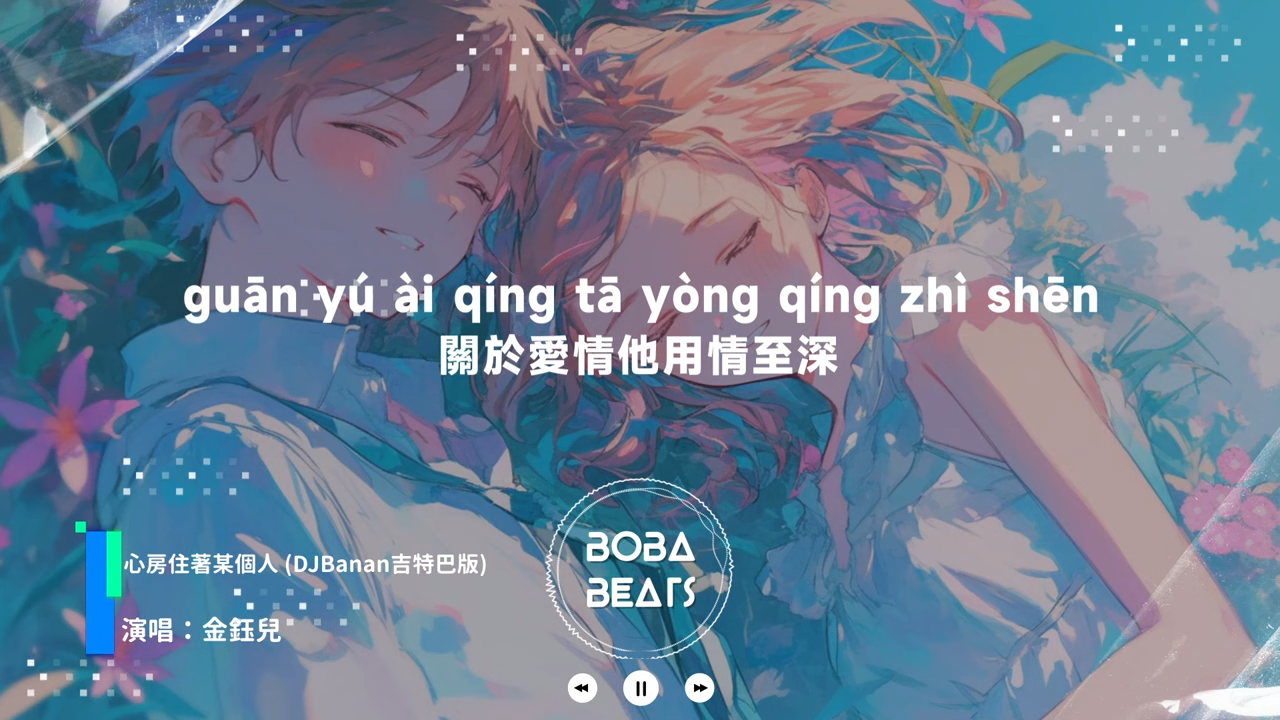 guān yú ài qíng tā yòng qíng zhì shēn
關於愛情他用情至深
心房住著某個人 (DJBanan吉特巴版)
演唱：金鈺兒
BOBA
BEATS